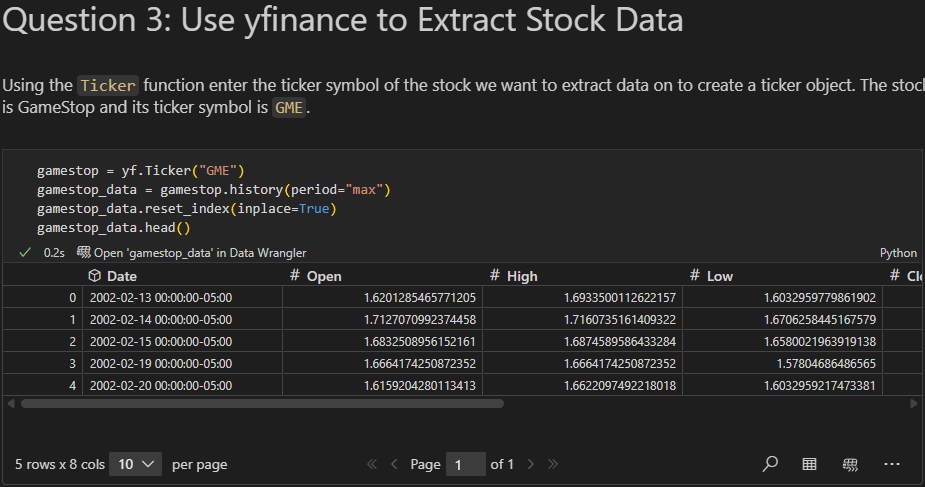 Question 3: Use yfinance to Extract Stock Data
Using the Ticker function enter the ticker symbol of the stock we want to extract data on to create a ticker object. The stoc
is GameStop and its ticker symbol is GME.
gamestop = yf.Ticker("GME")
gamestop_data = gamestop.history(period="max")
gamestop_data.reset_index(inplace=True)
gamestop_data.head()
✓ 0.2s Open 'gamestop_data' in Data Wrangler Python
Date # Open # High # Low # Clo
0 2002-02-13 00:00:00-05:00 1.6201285465771205 1.6933500112622157 1.6032959779861902
1 2002-02-14 00:00:00-05:00 1.7127070992374458 1.7160735161409322 1.6706258445167579
2 2002-02-15 00:00:00-05:00 1.6832508956152161 1.6874589586433284 1.6580021963919138
3 2002-02-19 00:00:00-05:00 1.6664174250872352 1.6664174250872352 1.57804686486565
4 2002-02-20 00:00:00-05:00 1.6159204280113413 1.6622097492218018 1.6032959217473381
5 rows x 8 cols 10 per page « < Page 1 of 1 > » ...